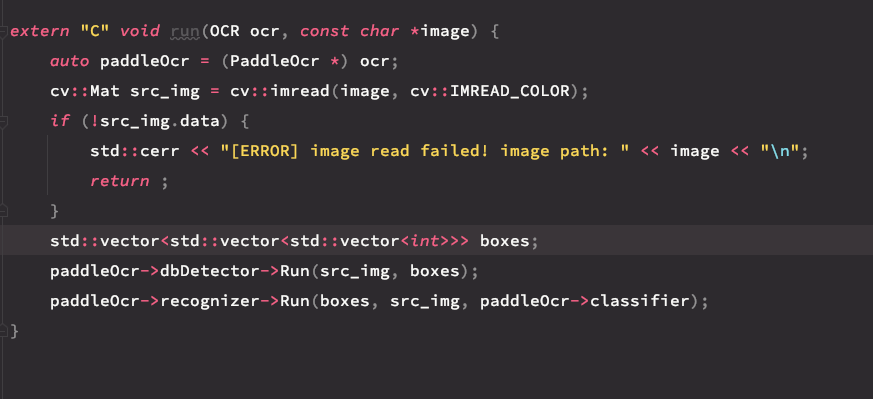 extern "C" void run(OCR ocr, const char *image) {
    auto paddleOcr = (PaddleOcr *) ocr;
    cv::Mat src_img = cv::imread(image, cv::IMREAD_COLOR);
    if (!src_img.data) {
        std::cerr << "[ERROR] image read failed! image path: " << image << "\n";
        return ;
    }
    std::vector<std::vector<std::vector<int>>> boxes;
    paddleOcr->dbDetector->Run(src_img, boxes);
    paddleOcr->recognizer->Run(boxes, src_img, paddleOcr->classifier);
}